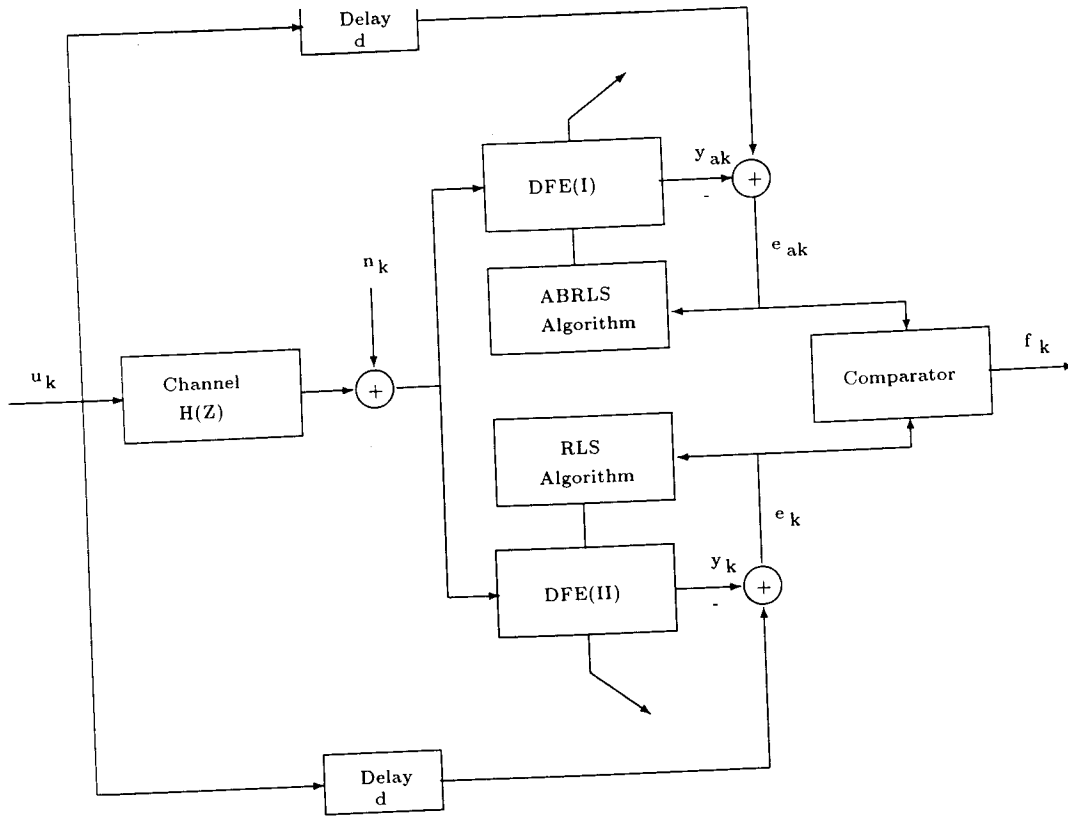 Delay
d
y ak
DFE(I)
+
-
e ak
n k
ABRLS
Algorithm
f k
u k
Channel
H(Z)
+
Comparator
RLS
Algorithm
e k
y k
DFE(II)
+
-
Delay
d